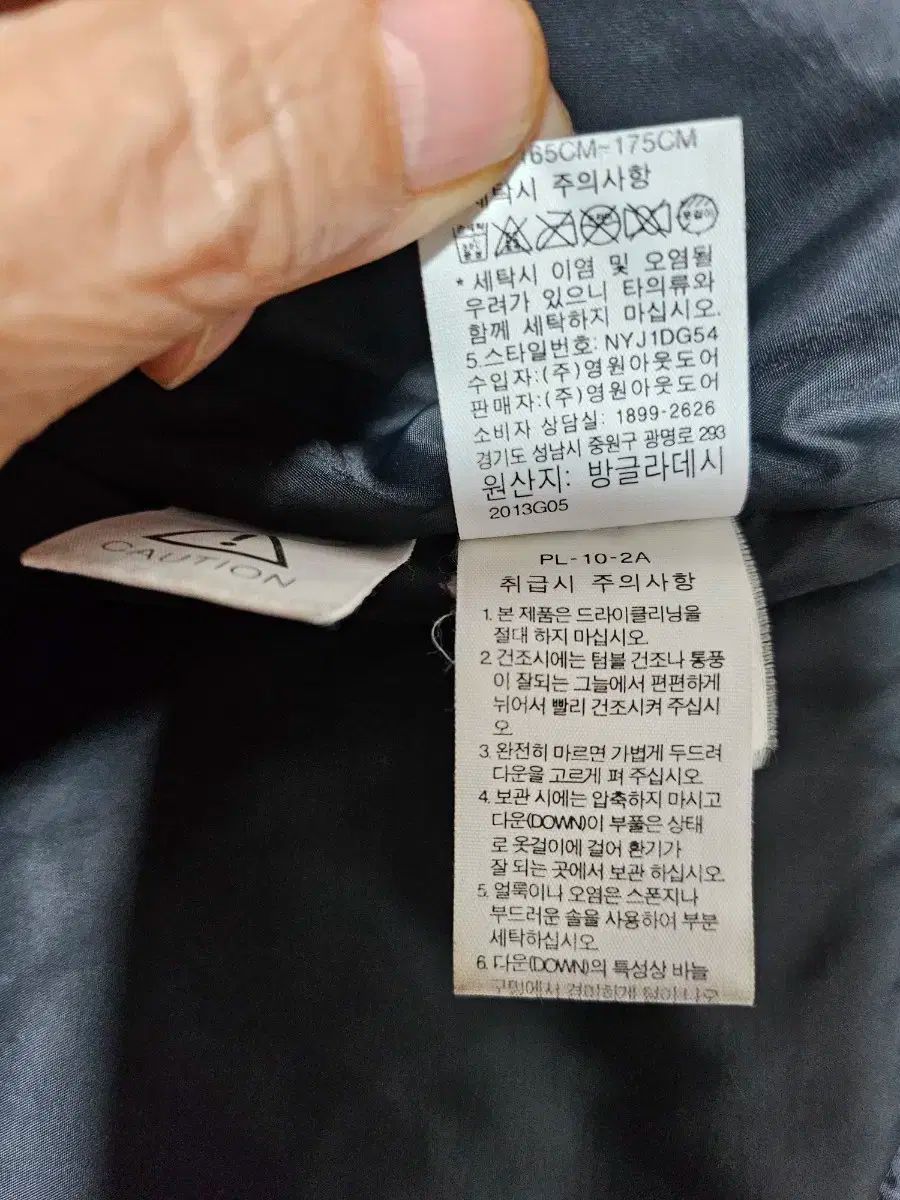 165CM~175CM
세탁시 주의사항
* 세탁시 이염 및 오염될
우려가 있으니 타의류와
함께 세탁하지 마십시오.
5.스타일번호: NYJ1DG54
수입자:(주)영원아웃도어
판매자:(주)영원아웃도어
소비자 상담실: 1899-2626
경기도 성남시 중원구 광명로 293
원산지: 방글라데시
2013G05
CAUTION
PL-10-2A
취급시 주의사항
1. 본 제품은 드라이클리닝을
절대 하지 마십시오.
2. 건조시에는 텀블 건조나 통풍
이 잘되는 그늘에서 편편하게
뉘어서 빨리 건조시켜 주십시
오.
3. 완전히 마르면 가볍게 두드려
다운을 고르게 펴 주십시오.
4. 보관 시에는 압축하지 마시고
다운(DOWN)이 부풀은 상태
로 옷걸이에 걸어 환기가
잘 되는 곳에서 보관 하십시오.
5. 얼룩이나 오염은 스폰지나
부드러운 솔을 사용하여 부분
세탁하십시오.
6. 다운(DOWN)의 특성상 바늘
구멍에서 경미하게 털이 나오